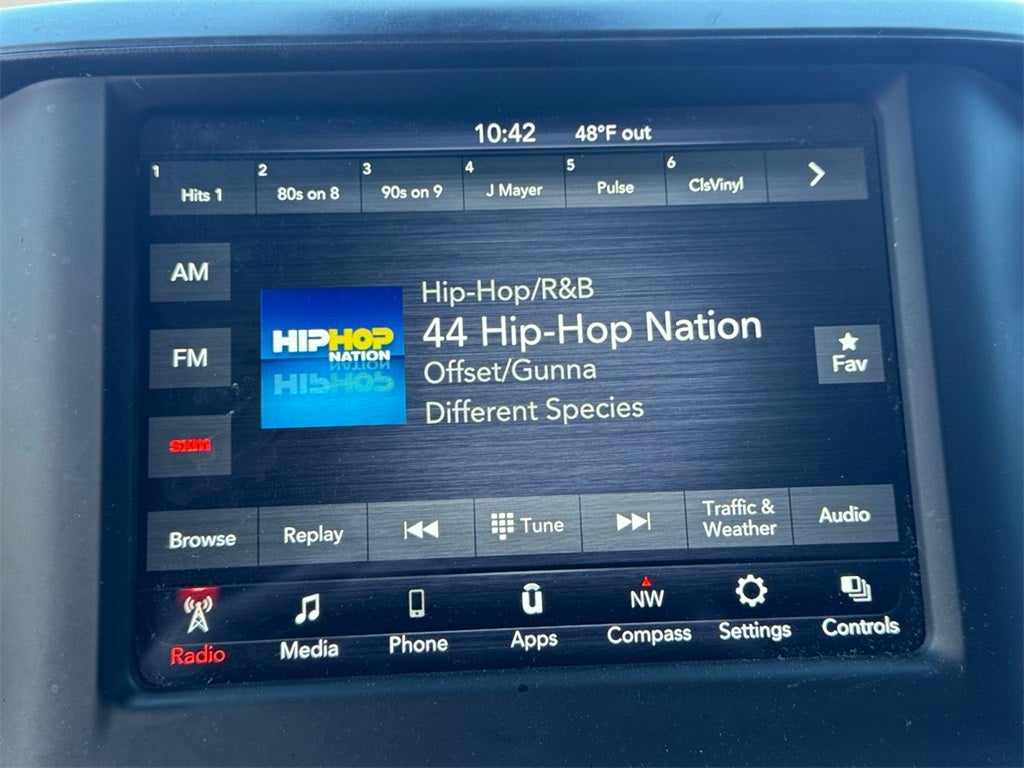 10:42 48°F out
1 Hits 1
2 80s on 8
3 90s on 9
4 J Mayer
5 Pulse
6 ClsVinyl
AM
FM
sxm
HIPHOP
NATION
Hip-Hop/R&B
44 Hip-Hop Nation
Offset/Gunna
Different Species
Fav
Browse
Replay
Tune
Traffic &
Weather
Audio
Radio
Media
Phone
Apps
NW
Compass
Settings
Controls